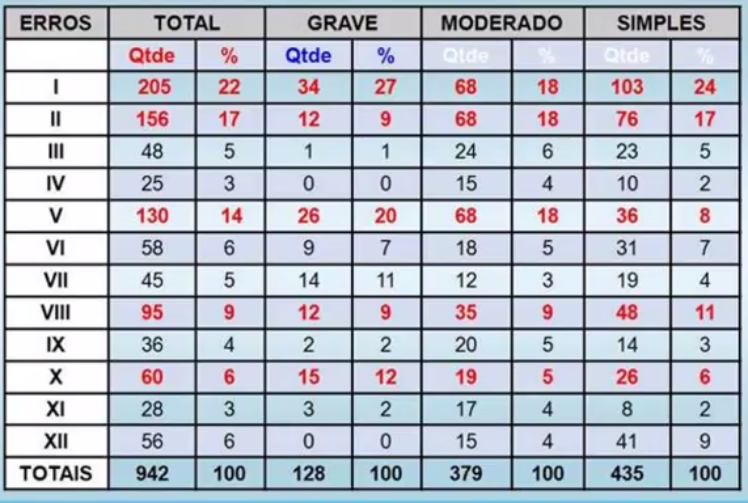 ERROS TOTAL GRAVE MODERADO SIMPLES
Qtde % Qtde % Qtde % Qtde %
I 205 22 34 27 68 18 103 24
II 156 17 12 9 68 18 76 17
III 48 5 1 1 24 6 23 5
IV 25 3 0 0 15 4 10 2
V 130 14 26 20 68 18 36 8
VI 58 6 9 7 18 5 31 7
VII 45 5 14 11 12 3 19 4
VIII 95 9 12 9 35 9 48 11
IX 36 4 2 2 20 5 14 3
X 60 6 15 12 19 5 26 6
XI 28 3 3 2 17 4 8 2
XII 56 6 0 0 15 4 41 9
TOTAIS 942 100 128 100 379 100 435 100